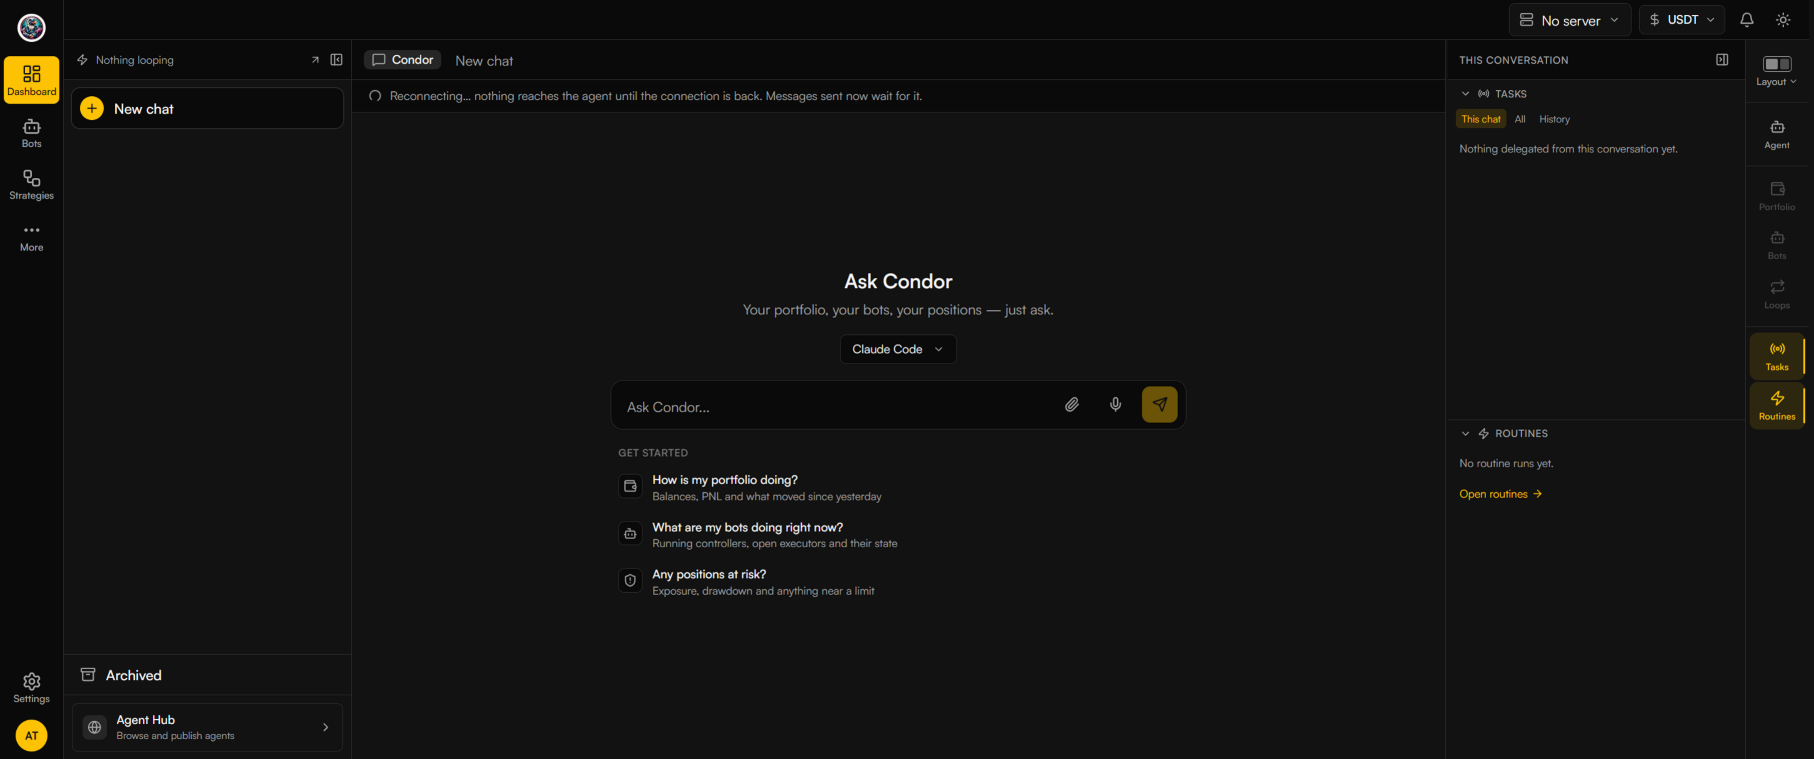 No server
$ USDT
Dashboard
Bots
Strategies
More
Settings
AT
Nothing looping
New chat
Archived
Agent Hub
Browse and publish agents
Condor
New chat
Reconnecting... nothing reaches the agent until the connection is back. Messages sent now wait for it.
Ask Condor
Your portfolio, your bots, your positions — just ask.
Claude Code
Ask Condor...
GET STARTED
How is my portfolio doing?
Balances, PNL and what moved since yesterday
What are my bots doing right now?
Running controllers, open executors and their state
Any positions at risk?
Exposure, drawdown and anything near a limit
THIS CONVERSATION
TASKS
This chat All History
Nothing delegated from this conversation yet.
ROUTINES
No routine runs yet.
Open routines →
Layout
Agent
Portfolio
Bots
Loops
Tasks
Routines